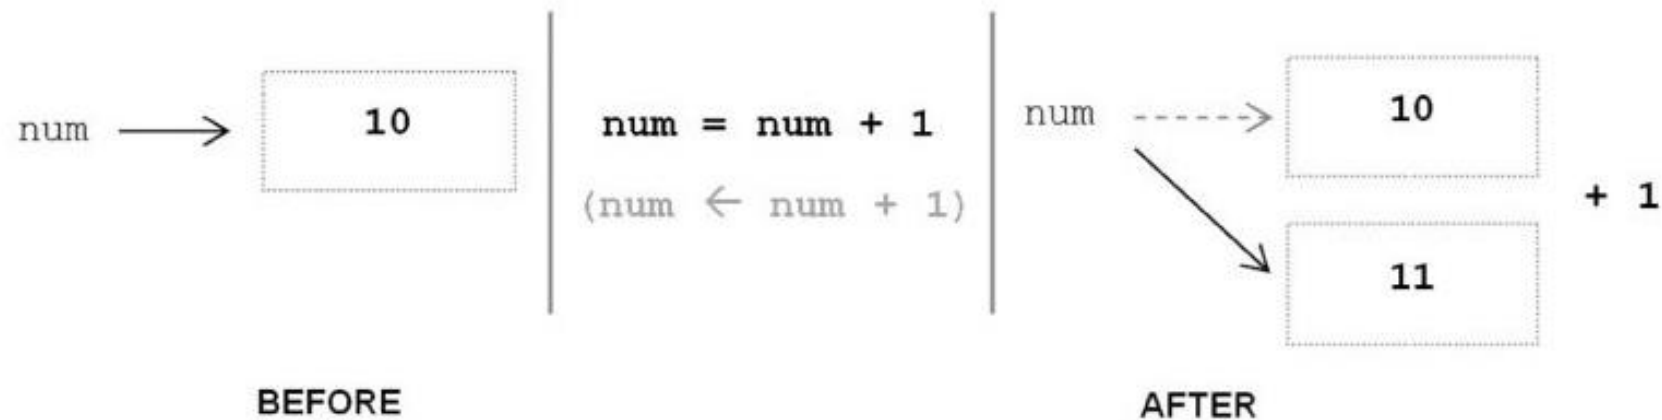 num
10
num = num + 1
(num ← num + 1)
num
10
+ 1
11
BEFORE
AFTER